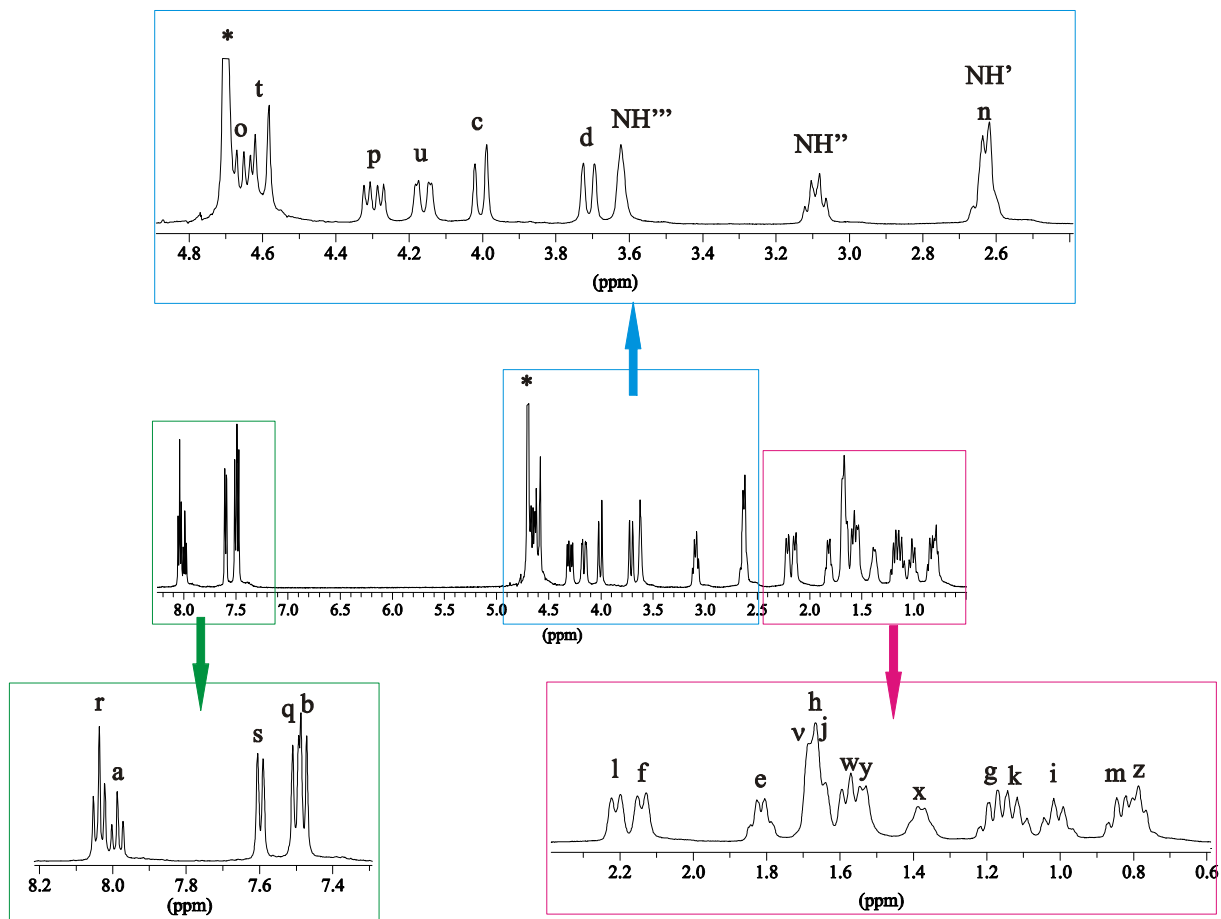 *
t
o
p
u
c
d
NH'''
NH''
NH'
n
4.8 4.6 4.4 4.2 4.0 3.8 3.6 3.4 3.2 3.0 2.8 2.6
(ppm)
*
8.0 7.5 7.0 6.5 6.0 5.5 5.0 4.5 4.0 3.5 3.0 2.5 2.0 1.5 1.0
(ppm)
r
a
s
q b
8.2 8.0 7.8 7.6 7.4
(ppm)
l f
e
h
ν j
w y
x
g k i m z
2.2 2.0 1.8 1.6 1.4 1.2 1.0 0.8 0.6
(ppm)